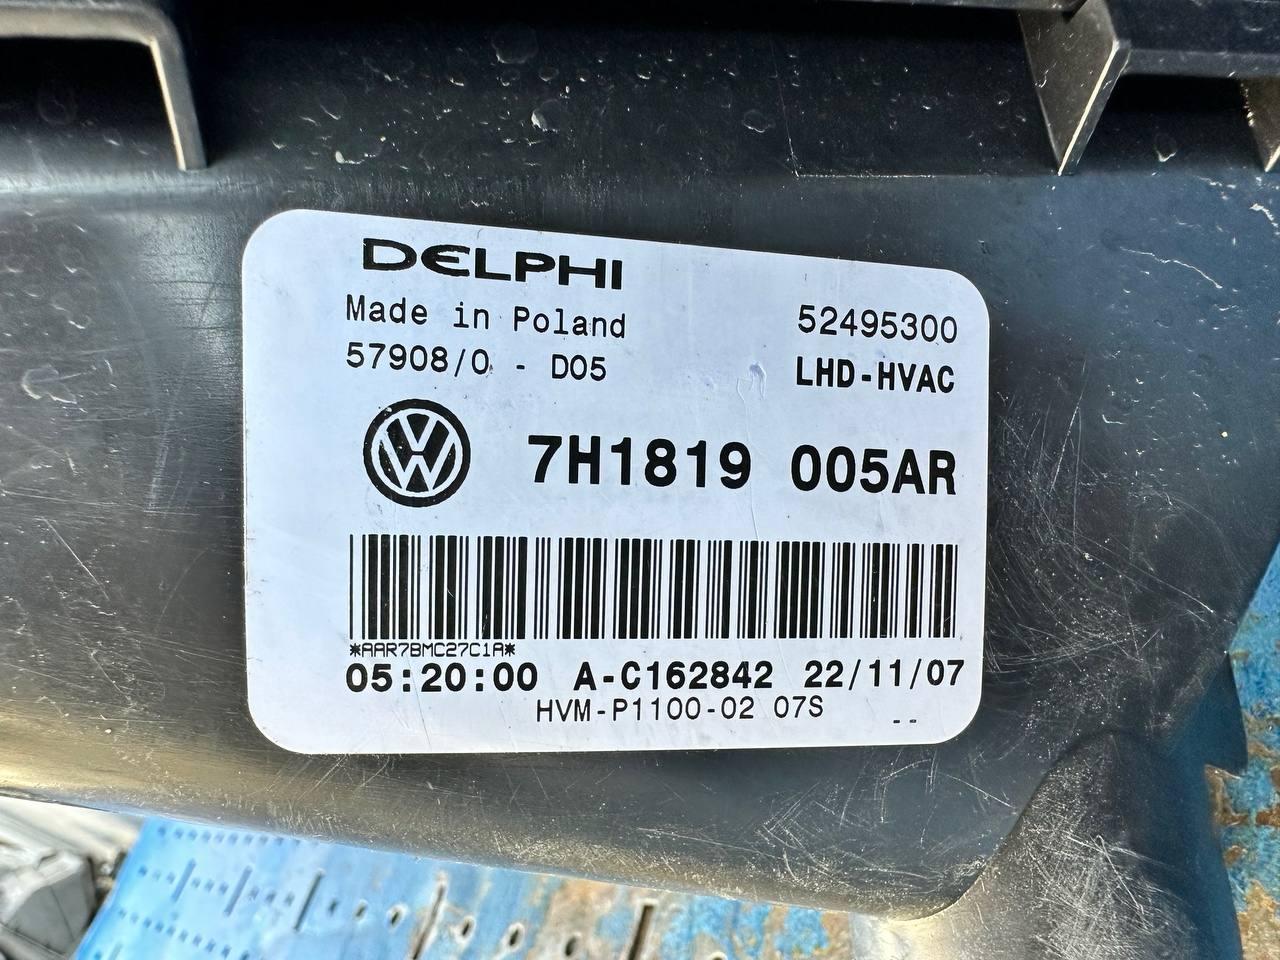 DELPHI
Made in Poland 52495300
57908/0 - D05 LHD-HVAC
7H1819 005AR
*AAR7BMC27C1A*
05:20:00 A-C162842 22/11/07
HVM-P1100-02 07S --